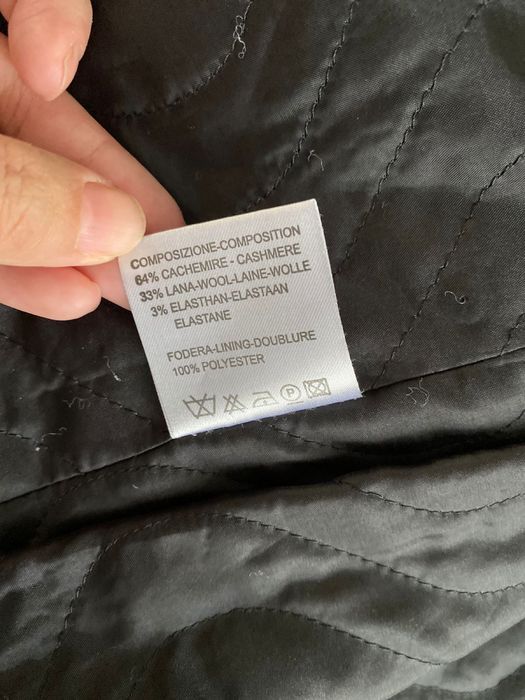 COMPOSIZIONE-COMPOSITION
64% CACHEMIRE - CASHMERE
33% LANA-WOOL-LAINE-WOLLE
3% ELASTHAN-ELASTAAN
ELASTANE
FODERA-LINING-DOUBLURE
100% POLYESTER
P